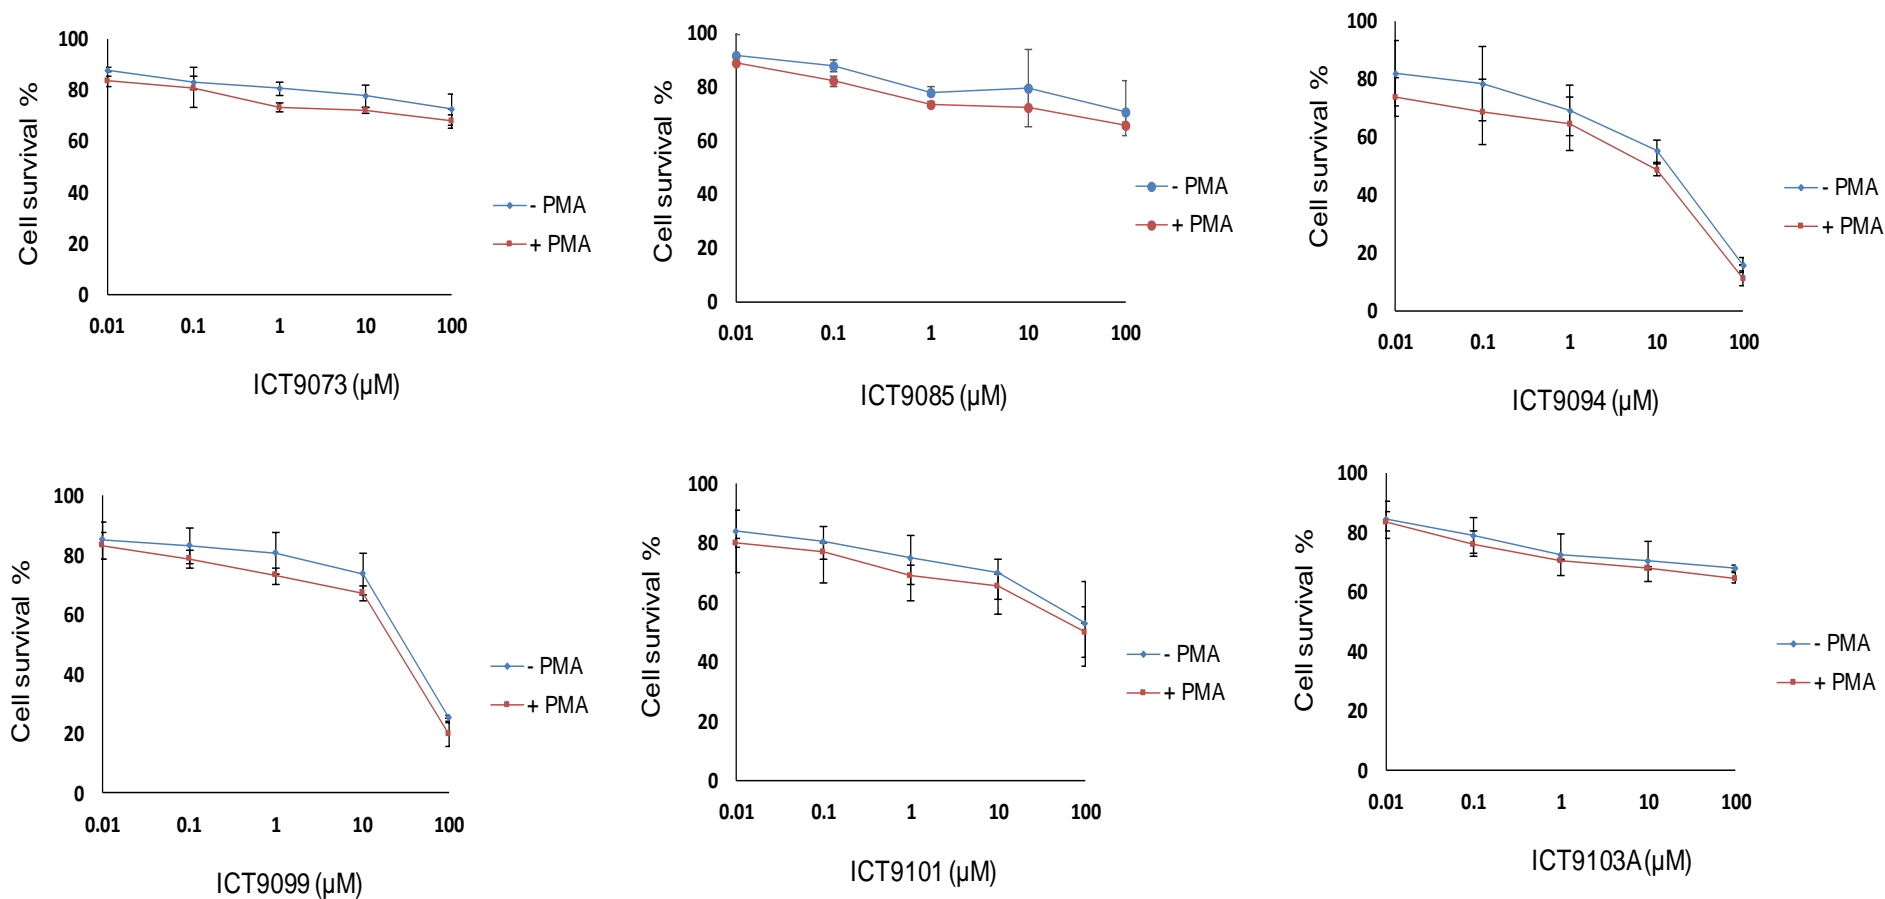 100
80
60
40
20
0
Cell survival %
0.01 0.1 1 10 100
ICT9073 (µM)
- PMA
+ PMA
100
80
60
40
20
0
Cell survival %
0.01 0.1 1 10 100
ICT9085 (µM)
- PMA
+ PMA
100
80
60
40
20
0
Cell survival %
0.01 0.1 1 10 100
ICT9094 (µM)
- PMA
+ PMA
100
80
60
40
20
0
Cell survival %
0.01 0.1 1 10 100
ICT9099 (µM)
- PMA
+ PMA
100
80
60
40
20
0
Cell survival %
0.01 0.1 1 10 100
ICT9101 (µM)
- PMA
+ PMA
100
80
60
40
20
0
Cell survival %
0.01 0.1 1 10 100
ICT9103A (µM)
- PMA
+ PMA